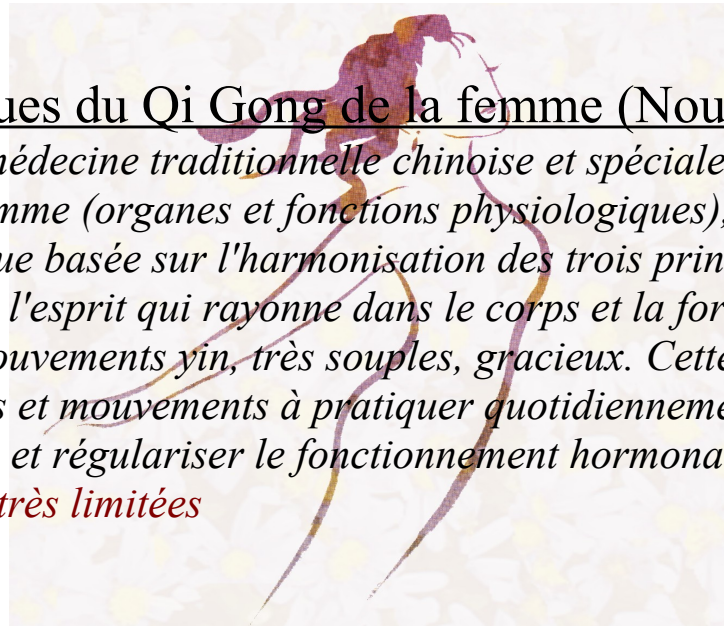 ues du Qi Gong de la femme (Nou
médecine traditionnelle chinoise et spéciale
mme (organes et fonctions physiologiques),
ue basée sur l'harmonisation des trois prin
l'esprit qui rayonne dans le corps et la for
ouvements yin, très souples, gracieux. Cette
s et mouvements à pratiquer quotidienneme
et régulariser le fonctionnement hormona
très limitées